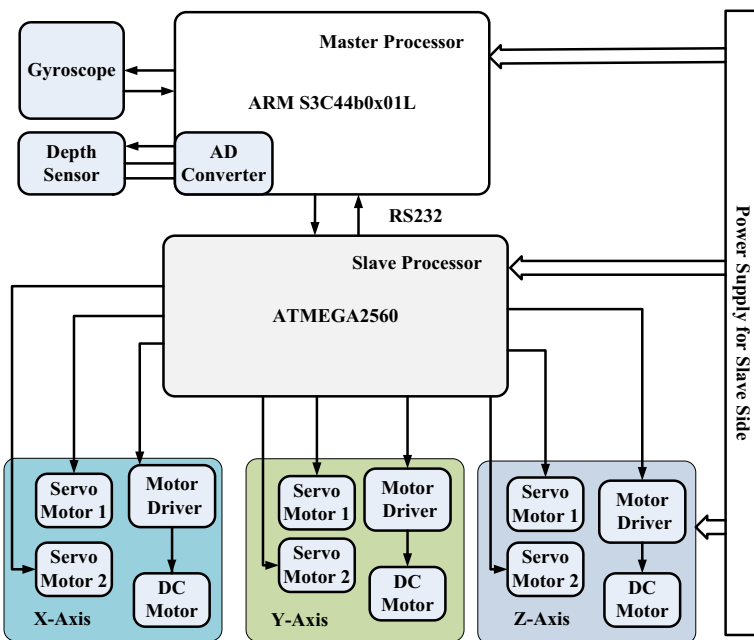 Master Processor
Gyroscope
ARM S3C44b0x01L
Depth
Sensor
AD
Converter
RS232
Slave Processor
ATMEGA2560
Power Supply for Slave Side
Servo
Motor 1
Motor
Driver
Servo
Motor 2
DC
Motor
X-Axis
Servo
Motor 1
Motor
Driver
Servo
Motor 2
DC
Motor
Y-Axis
Servo
Motor 1
Motor
Driver
Servo
Motor 2
DC
Motor
Z-Axis